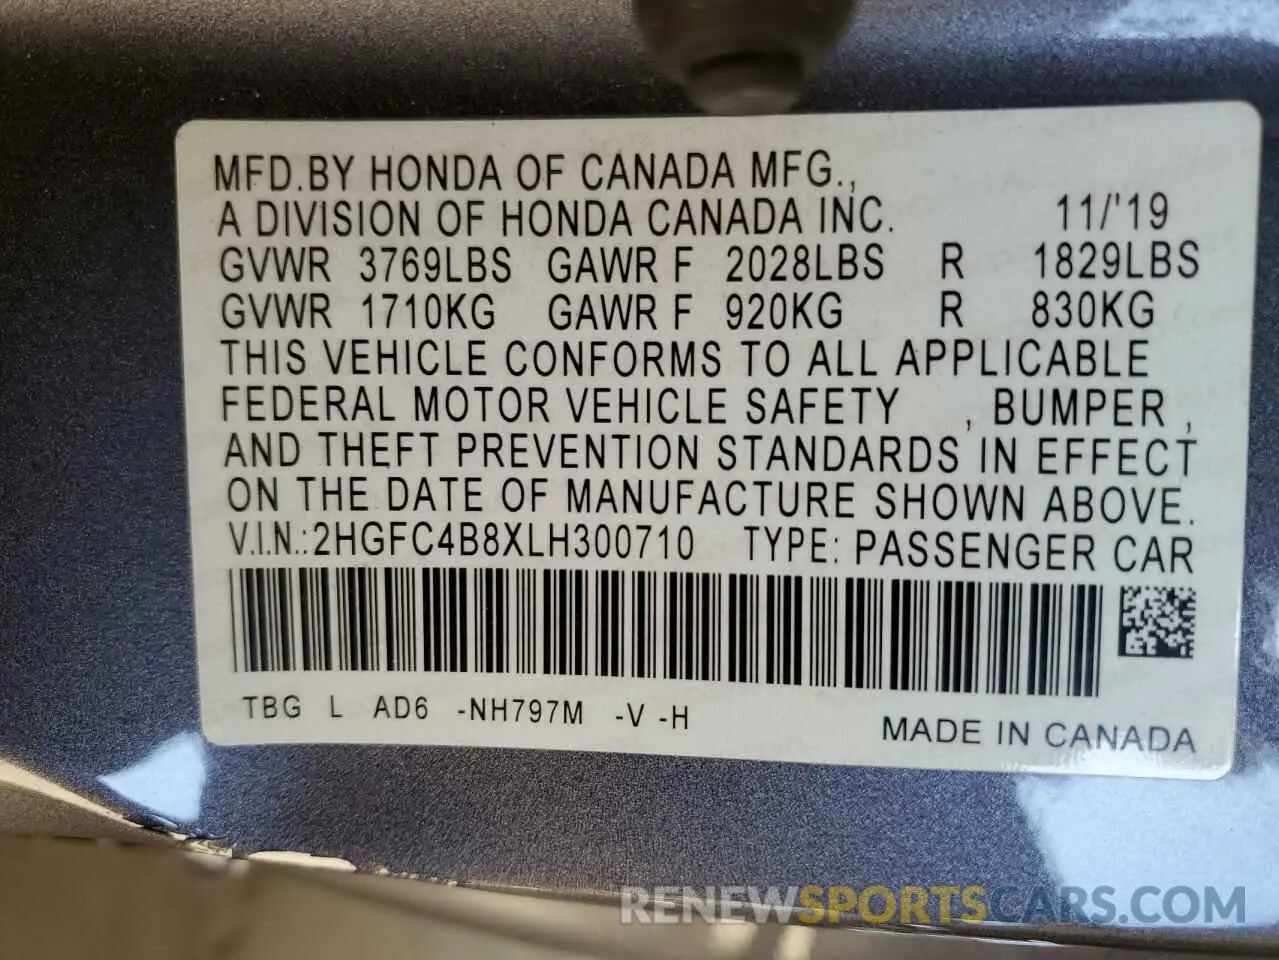 MFD.BY HONDA OF CANADA MFG.,
A DIVISION OF HONDA CANADA INC. 11/'19
GVWR 3769LBS GAWR F 2028LBS R 1829LBS
GVWR 1710KG GAWR F 920KG R 830KG
THIS VEHICLE CONFORMS TO ALL APPLICABLE
FEDERAL MOTOR VEHICLE SAFETY , BUMPER ,
AND THEFT PREVENTION STANDARDS IN EFFECT
ON THE DATE OF MANUFACTURE SHOWN ABOVE.
V.I.N.:2HGFC4B8XLH300710 TYPE: PASSENGER CAR
TBG L AD6 -NH797M -V -H
MADE IN CANADA
RENEWSPORTSCARS.COM